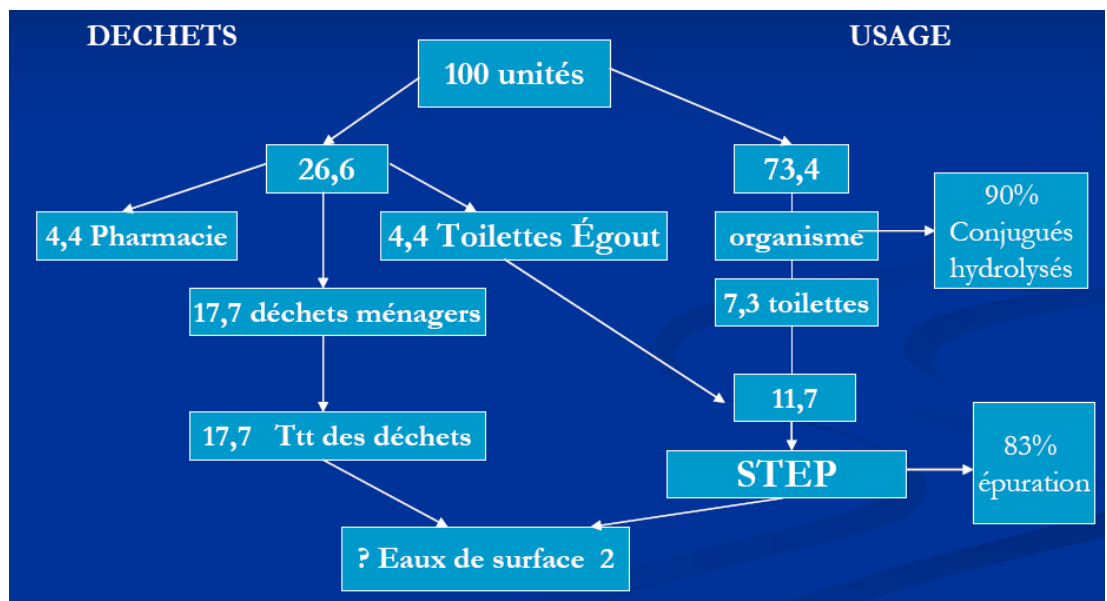 DECHETS
USAGE
100 unités
26,6
73,4
90%
Conjugués
hydrolysés
4,4 Pharmacie
4,4 Toilettes Égout
organisme
17,7 déchets ménagers
7,3 toilettes
11,7
17,7 Ttt des déchets
STEP
83%
épuration
? Eaux de surface 2